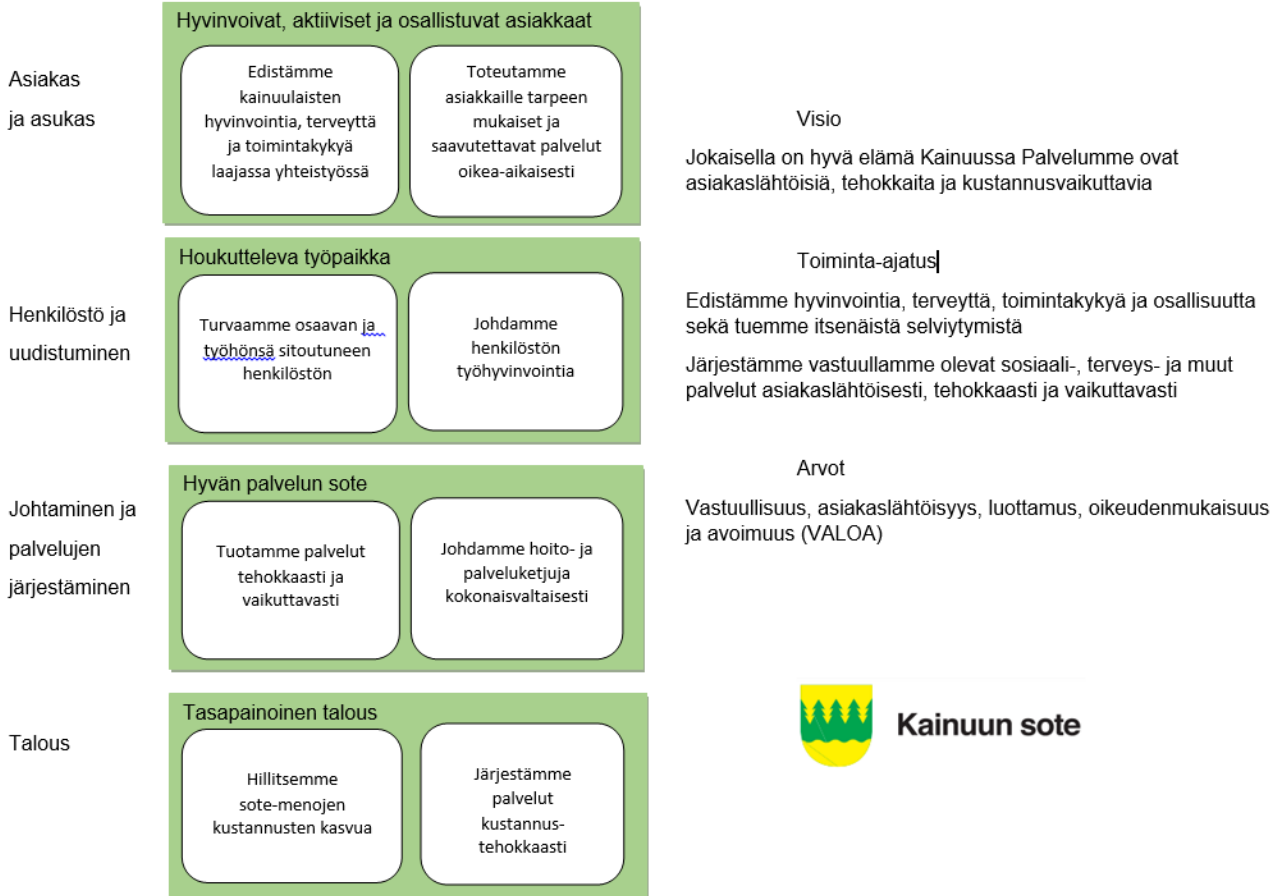 Hyvinvoivat, aktiiviset ja osallistuvat asiakkaat
Asiakas
ja asukas
Edistämme
kainuulaisten
hyvinvointia, terveyttä
ja toimintakykyä
laajassa yhteistyössä
Toteutamme
asiakkaille tarpeen
mukaiset ja
saavutettavat palvelut
oikea-aikaisesti
Houkutteleva työpaikka
Henkilöstö ja
uudistuminen
Turvaamme osaavan ja
työhönsä sitoutuneen
henkilöstön
Johdamme
henkilöstön
työhyvinvointia
Hyvän palvelun sote
Johtaminen ja
palvelujen
järjestäminen
Tuotamme palvelut
tehokkaasti ja
vaikuttavasti
Johdamme hoito- ja
palveluketjuja
kokonaisvaltaisesti
Tasapainoinen talous
Talous
Hillitsemme
sote-menojen
kustannusten kasvua
Järjestämme
palvelut
kustannus-
tehokkaasti
Visio
Jokaisella on hyvä elämä Kainuussa Palvelumme ovat
asiakaslähtöisiä, tehokkaita ja kustannusvaikuttavia
Toiminta-ajatus
Edistämme hyvinvointia, terveyttä, toimintakykyä ja osallisuutta
sekä tuemme itsenäistä selviytymistä
Järjestämme vastuullamme olevat sosiaali-, terveys- ja muut
palvelut asiakaslähtöisesti, tehokkaasti ja vaikuttavasti
Arvot
Vastuullisuus, asiakaslähtöisyys, luottamus, oikeudenmukaisuus
ja avoimuus (VALOA)
Kainuun sote